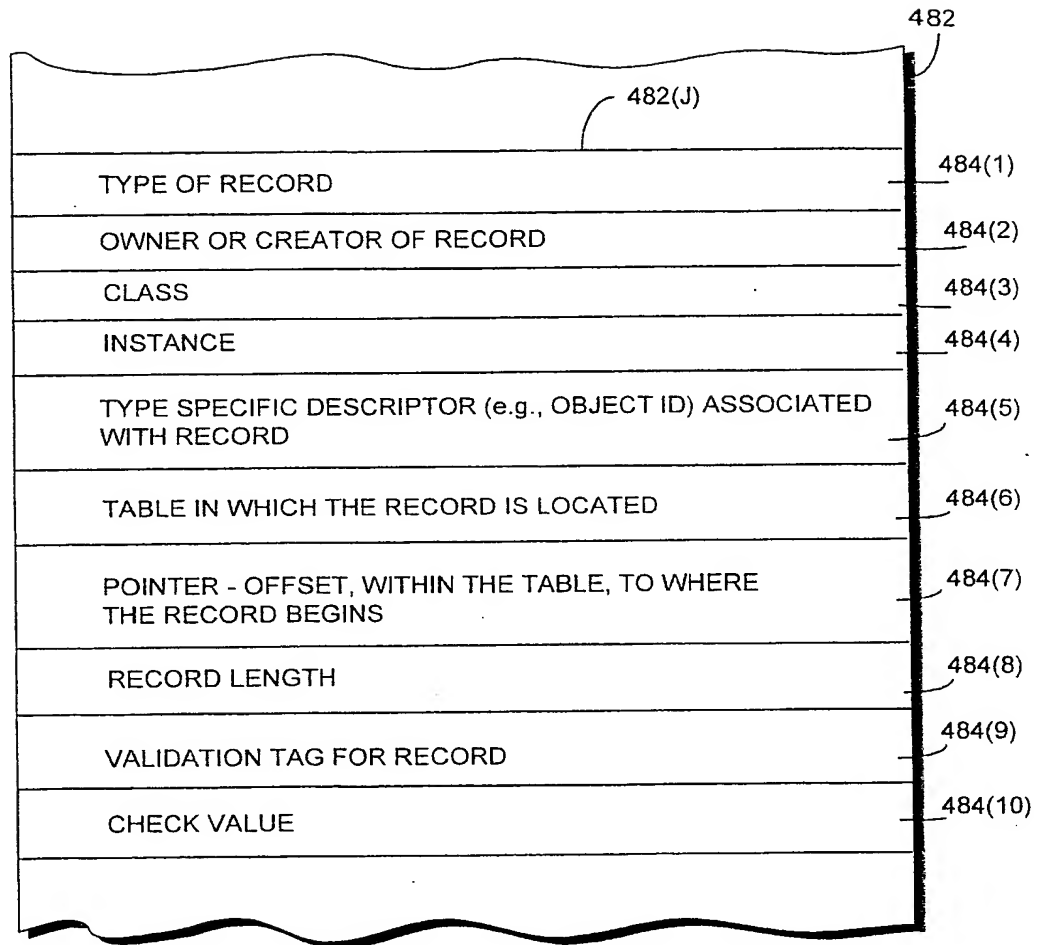 482
482(J)
TYPE OF RECORD
484(1)
OWNER OR CREATOR OF RECORD
484(2)
CLASS
484(3)
INSTANCE
484(4)
TYPE SPECIFIC DESCRIPTOR (e.g., OBJECT ID) ASSOCIATED
WITH RECORD
484(5)
TABLE IN WHICH THE RECORD IS LOCATED
484(6)
POINTER - OFFSET, WITHIN THE TABLE, TO WHERE
THE RECORD BEGINS
484(7)
RECORD LENGTH
484(8)
VALIDATION TAG FOR RECORD
484(9)
CHECK VALUE
484(10)